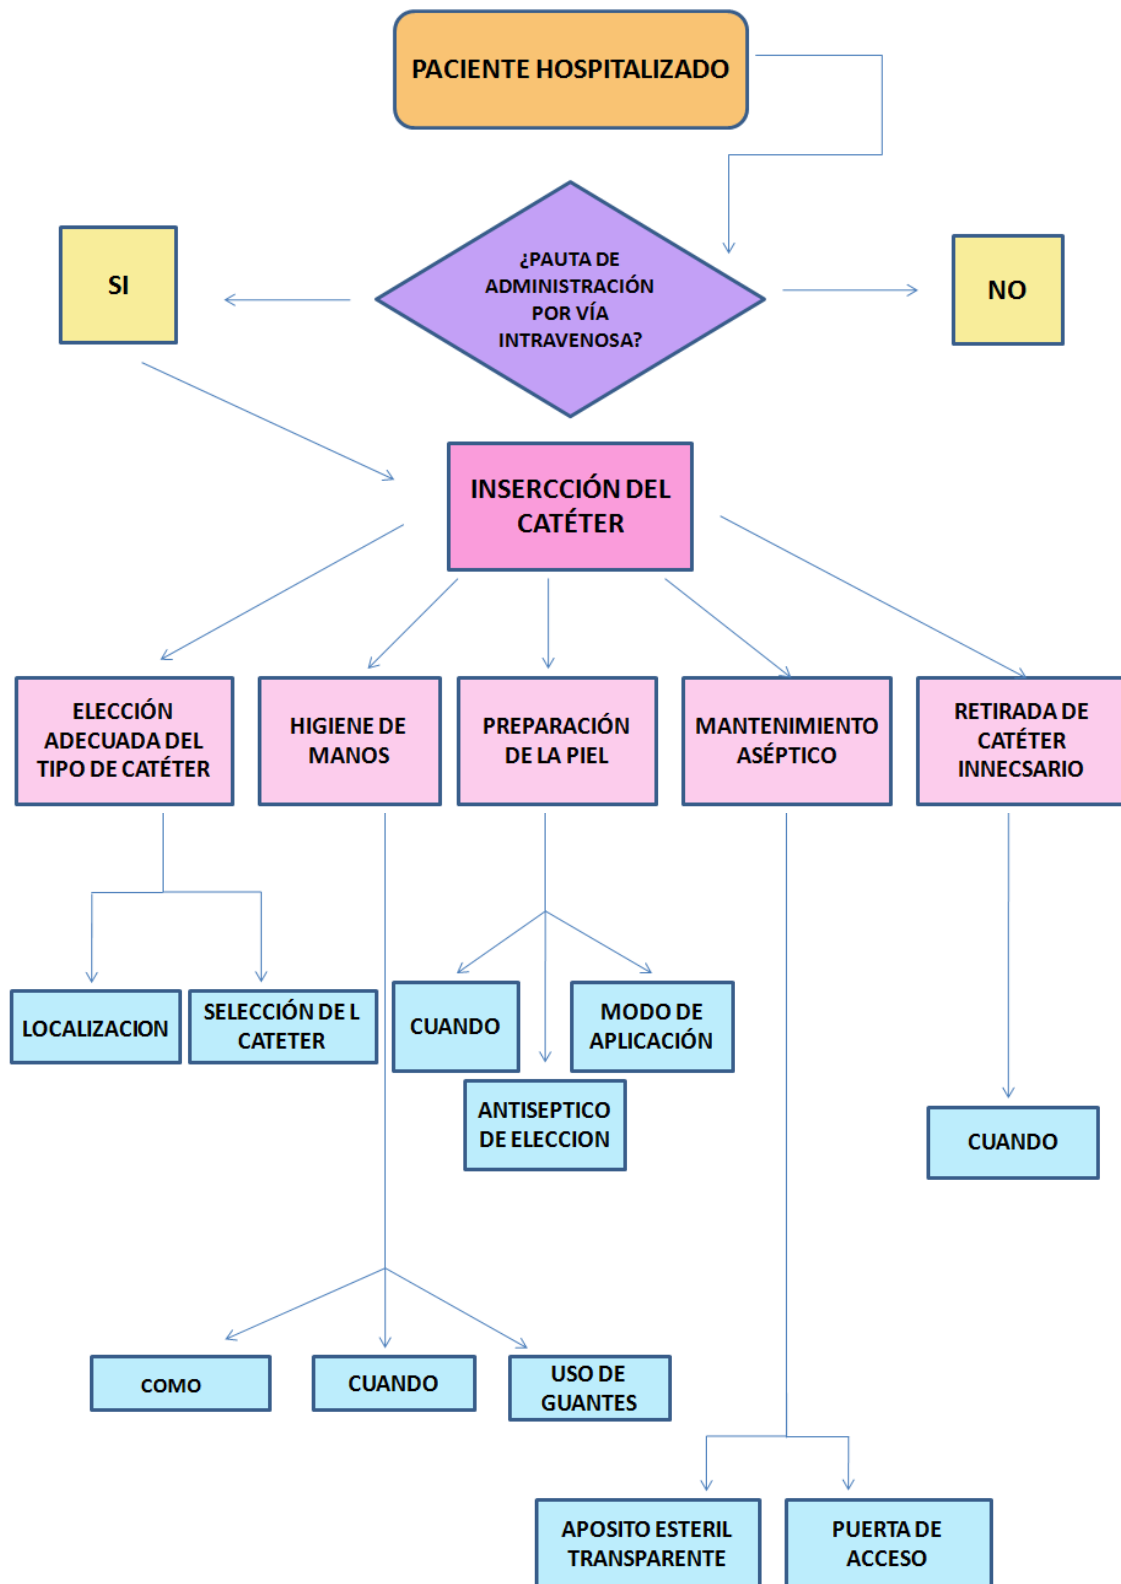 PACIENTE HOSPITALIZADO
¿PAUTA DE
ADMINISTRACIÓN
POR VÍA
INTRAVENOSA?
SI
NO
INSERCCIÓN DEL
CATÉTER
ELECCIÓN
ADECUADA DEL
TIPO DE CATÉTER
HIGIENE DE
MANOS
PREPARACIÓN
DE LA PIEL
MANTENIMIENTO
ASÉPTICO
RETIRADA DE
CATÉTER
INNECSARIO
LOCALIZACION
SELECCIÓN DE L
CATETER
CUANDO
MODO DE
APLICACIÓN
ANTISEPTICO
DE ELECCION
CUANDO
COMO
CUANDO
USO DE
GUANTES
APOSITO ESTERIL
TRANSPARENTE
PUERTA DE
ACCESO